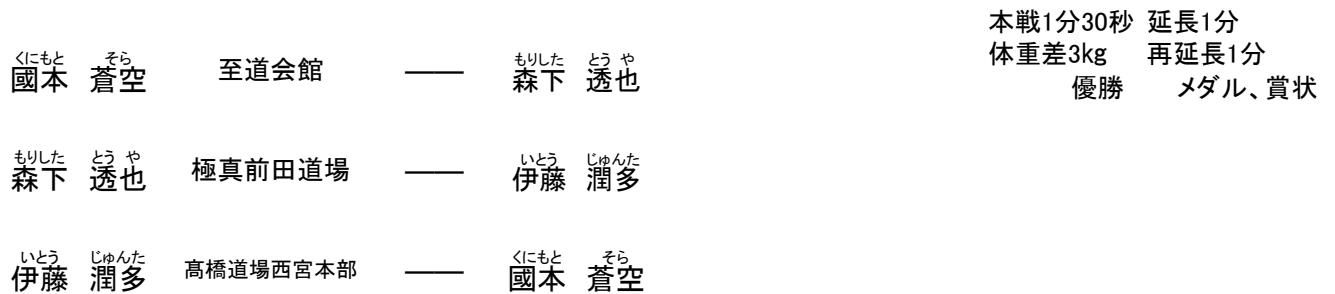 本戦1分30秒 延長1分
体重差3kg 再延長1分
優勝 メダル、賞状
くにもと そら もりした とう や
國本 蒼空 至道会館 ―― 森下 透也
もりした とう や いとう じゅんた
森下 透也 極真前田道場 ―― 伊藤 潤多
いとう じゅんた くにもと そら
伊藤 潤多 髙橋道場西宮本部 ―― 國本 蒼空